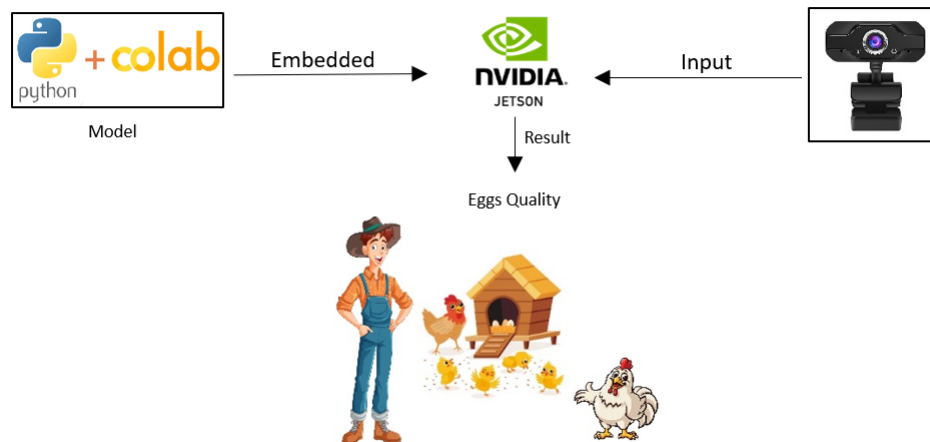 python
+ colab
Model
Embedded
NVIDIA.
JETSON
Input
Result
Eggs Quality